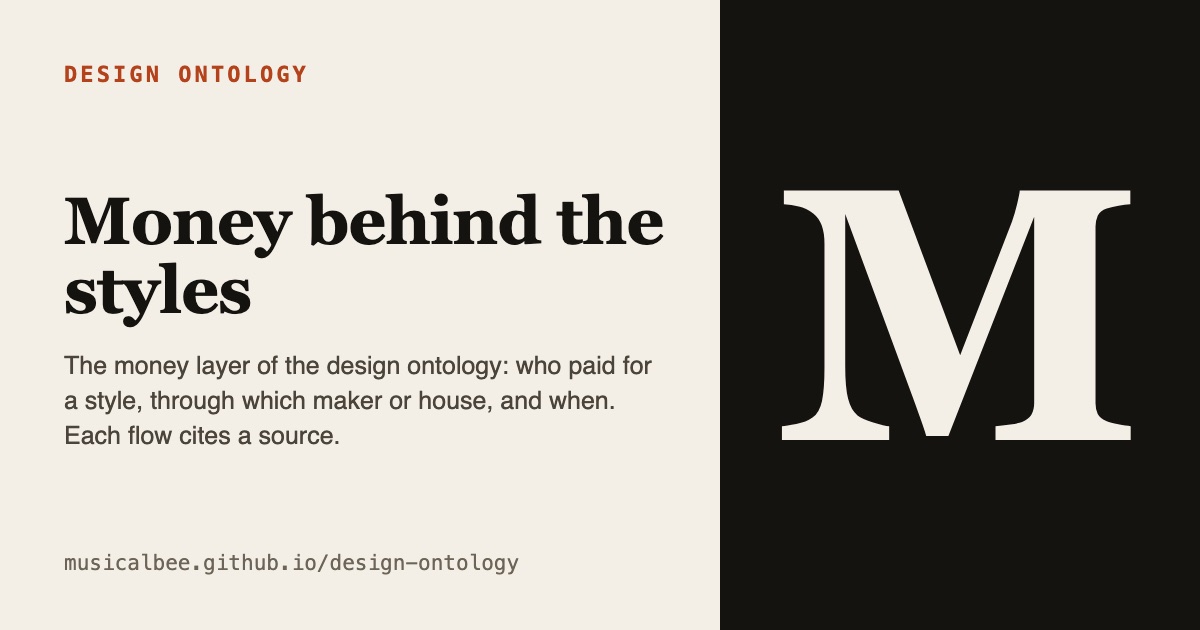 DESIGN ONTOLOGY
Money behind the
styles
The money layer of the design ontology: who paid for
a style, through which maker or house, and when.
Each flow cites a source.
musicalbee.github.io/design-ontology
M